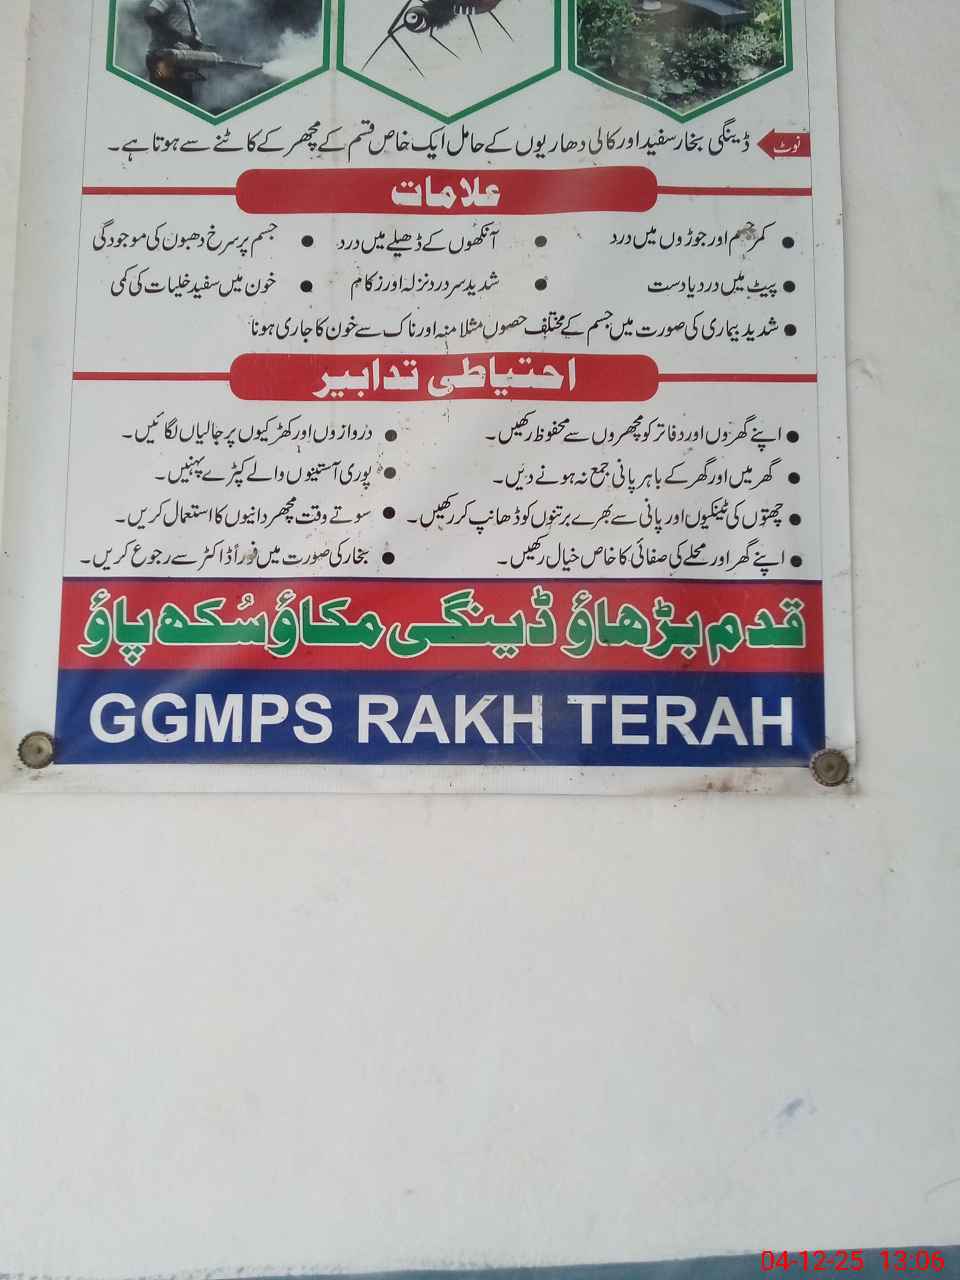 نوٹ ڈینگی بخار سفید اور کالی دھاریوں کے حامل ایک خاص قسم کے مچھر کے کاٹنے سے ہوتا ہے۔
علامات
● کمر جسم اور جوڑوں میں درد ● آنکھوں کے ڈھیلے میں درد ● جسم پر سرخ دھبوں کی موجودگی
● پیٹ میں درد یا دست ● شدید سر درد نزلہ اور زکام ● خون میں سفید خلیات کی کمی
● شدید بیماری کی صورت میں جسم کے مختلف حصوں مثلا منہ اور ناک سے خون کا جاری ہونا
احتیاطی تدابیر
● اپنے گھروں اور دفاتر کو مچھروں سے محفوظ رکھیں۔ ● دروازوں اور کھڑکیوں پر جالیاں لگائیں۔
● گھر میں اور گھر کے باہر پانی جمع نہ ہونے دیں۔ ● پوری آستینوں والے کپڑے پہنیں۔
● چھتوں کی ٹینکیوں اور پانی سے بھرے برتنوں کو ڈھانپ کر رکھیں۔ ● سوتے وقت مچھر دانیوں کا استعمال کریں۔
● اپنے گھر اور محلے کی صفائی کا خاص خیال رکھیں۔ ● بخار کی صورت میں فوراً ڈاکٹر سے رجوع کریں۔
قدم بڑھاؤ ڈینگی مکاؤ سُکھ پاؤ
GGMPS RAKH TERAH
04-12-25 13:06